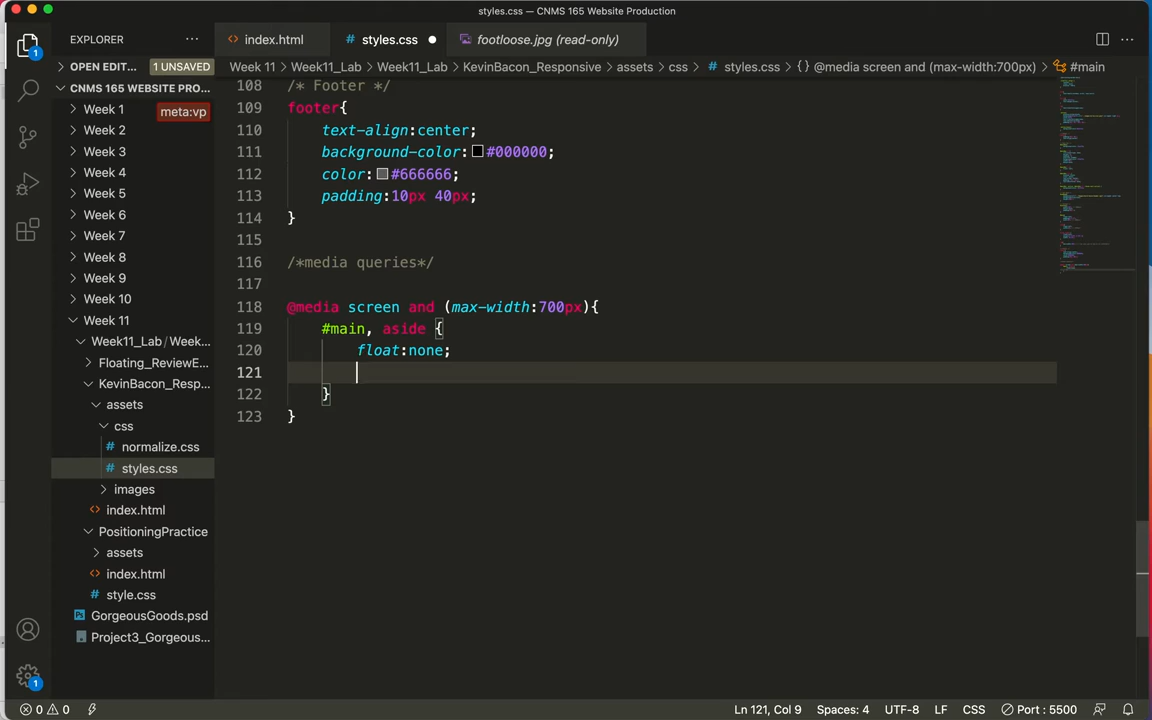 styles.css — CNMS 165 Website Production
EXPLORER
index.html
styles.css
footloose.jpg (read-only)
OPEN EDIT...
1 UNSAVED
Week 11 > Week11_Lab > Week11_Lab > KevinBacon_Responsive > assets > css > # styles.css > {} @media screen and (max-width:700px) > #main
CNMS 165 WEBSITE PRO...
Week 1
meta:vp
Week 2
Week 3
Week 4
Week 5
Week 6
Week 7
Week 8
Week 9
Week 10
Week 11
Week11_Lab / Week...
Floating_ReviewE...
KevinBacon_Resp...
assets
css
# normalize.css
# styles.css
images
<> index.html
PositioningPractice
assets
<> index.html
# style.css
Ps GorgeousGoods.psd
Project3_Gorgeous...
1
1
108 /* Footer */
109 footer{
110 text-align:center;
111 background-color:#000000;
112 color:#666666;
113 padding:10px 40px;
114 }
115
116 /*media queries*/
117
118 @media screen and (max-width:700px){
119 #main, aside {
120 float:none;
121
122 }
123 }
0 0
Ln 121, Col 9
Spaces: 4
UTF-8
LF
CSS
Port : 5500